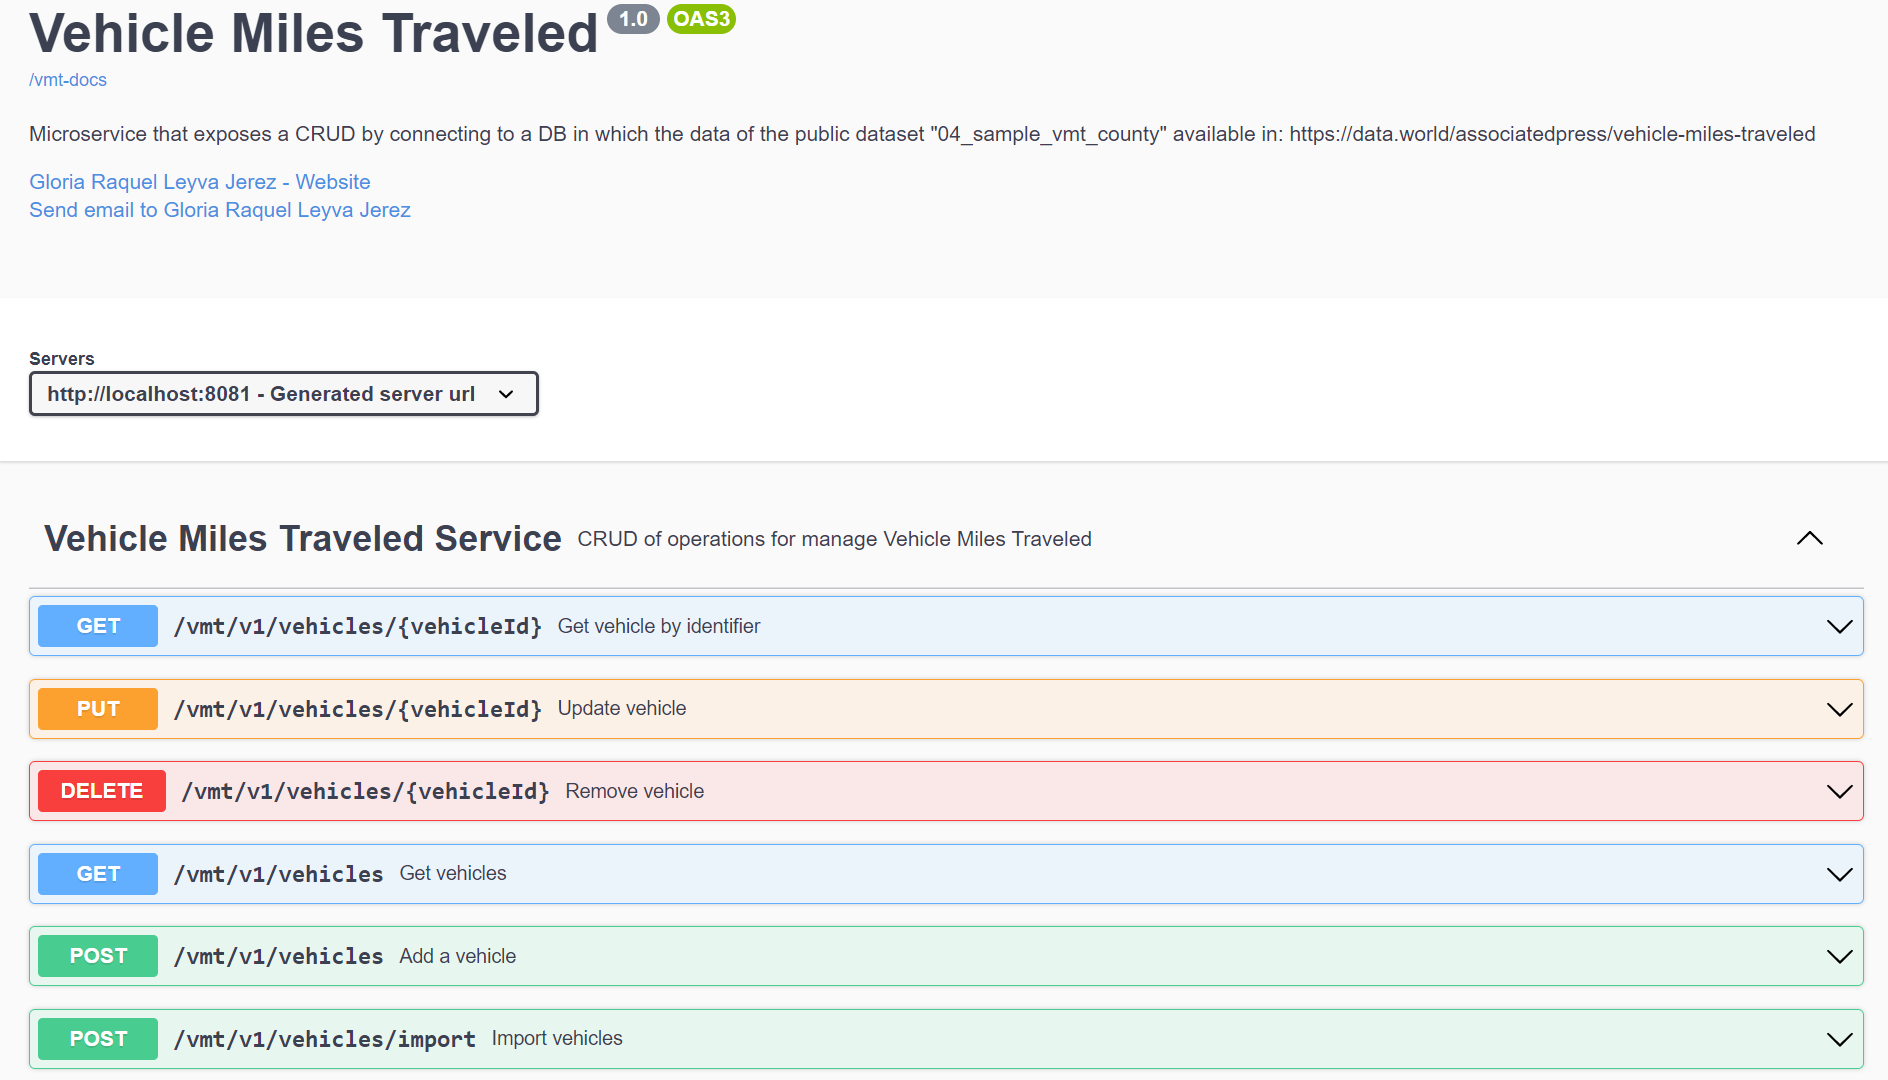 Vehicle Miles Traveled 1.0 OAS3
/vmt-docs
Microservice that exposes a CRUD by connecting to a DB in which the data of the public dataset "04_sample_vmt_county" available in: https://data.world/associatedpress/vehicle-miles-traveled
Gloria Raquel Leyva Jerez - Website
Send email to Gloria Raquel Leyva Jerez
Servers
http://localhost:8081 - Generated server url
Vehicle Miles Traveled Service CRUD of operations for manage Vehicle Miles Traveled
GET /vmt/v1/vehicles/{vehicleId} Get vehicle by identifier
PUT /vmt/v1/vehicles/{vehicleId} Update vehicle
DELETE /vmt/v1/vehicles/{vehicleId} Remove vehicle
GET /vmt/v1/vehicles Get vehicles
POST /vmt/v1/vehicles Add a vehicle
POST /vmt/v1/vehicles/import Import vehicles